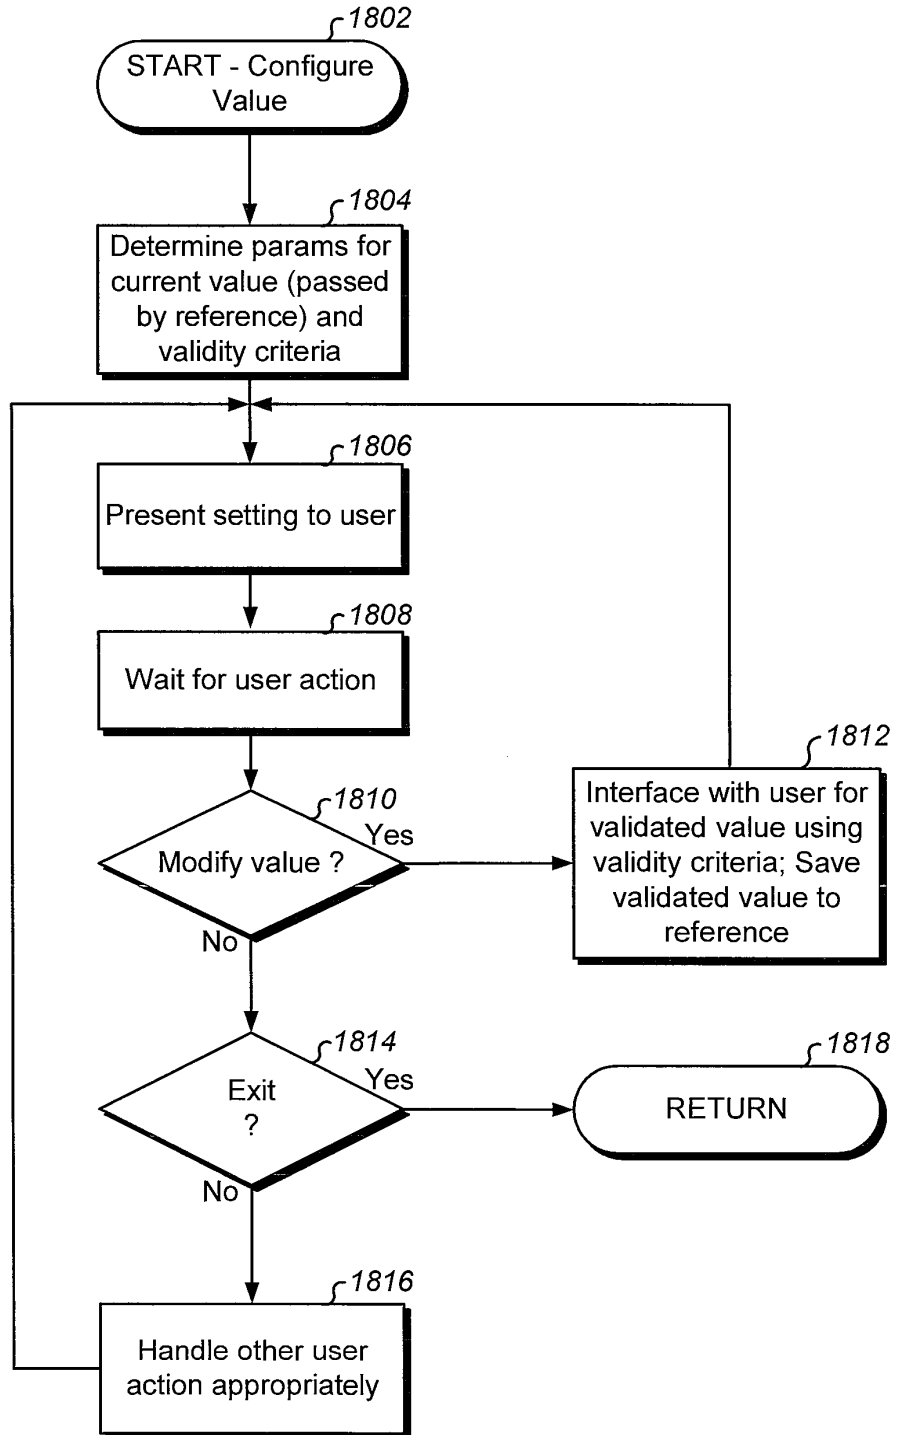 1802
START - Configure
Value
1804
Determine params for
current value (passed
by reference) and
validity criteria
1806
Present setting to user
1808
Wait for user action
1810
Modify value ?
Yes
No
1812
Interface with user for
validated value using
validity criteria; Save
validated value to
reference
1814
Exit
?
Yes
No
1818
RETURN
1816
Handle other user
action appropriately